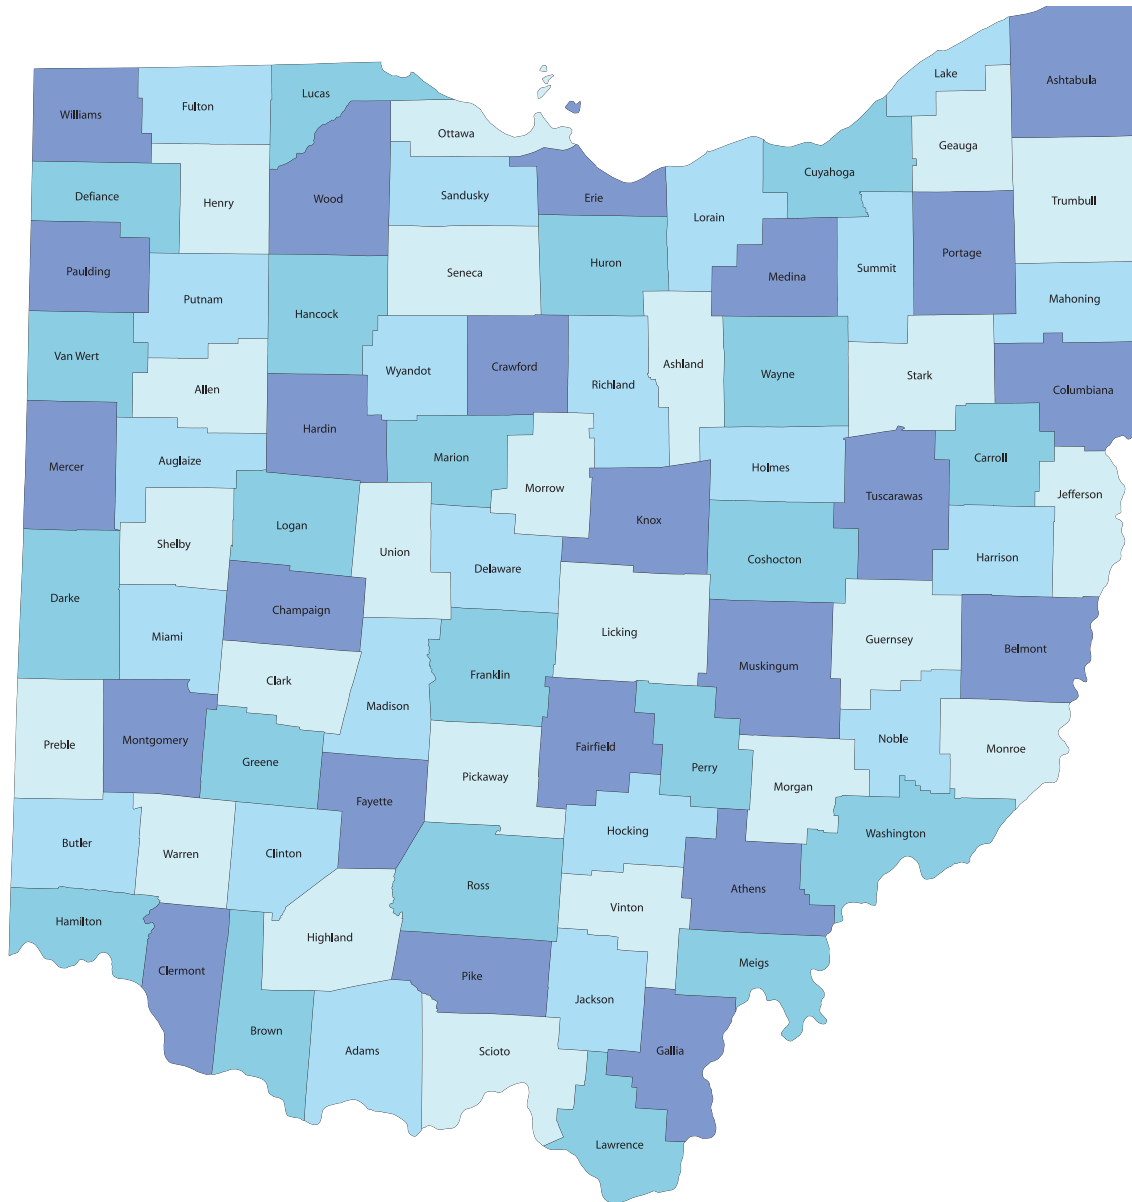 Lake
Ashtabula
Lucas
Fulton
Williams
Ottawa
Geauga
Cuyahoga
Defiance
Henry
Wood
Sandusky
Erie
Trumbull
Lorain
Portage
Paulding
Seneca
Huron
Medina
Summit
Putnam
Mahoning
Hancock
Van Wert
Wyandot
Crawford
Richland
Ashland
Wayne
Stark
Columbiana
Allen
Hardin
Mercer
Auglaize
Marion
Morrow
Holmes
Carroll
Tuscarawas
Jefferson
Knox
Logan
Shelby
Union
Delaware
Coshocton
Harrison
Darke
Champaign
Miami
Licking
Guernsey
Belmont
Clark
Franklin
Muskingum
Madison
Preble
Montgomery
Greene
Fairfield
Noble
Monroe
Pickaway
Perry
Morgan
Fayette
Butler
Warren
Clinton
Hocking
Washington
Ross
Athens
Vinton
Hamilton
Highland
Clermont
Pike
Meigs
Jackson
Brown
Adams
Scioto
Gallia
Lawrence